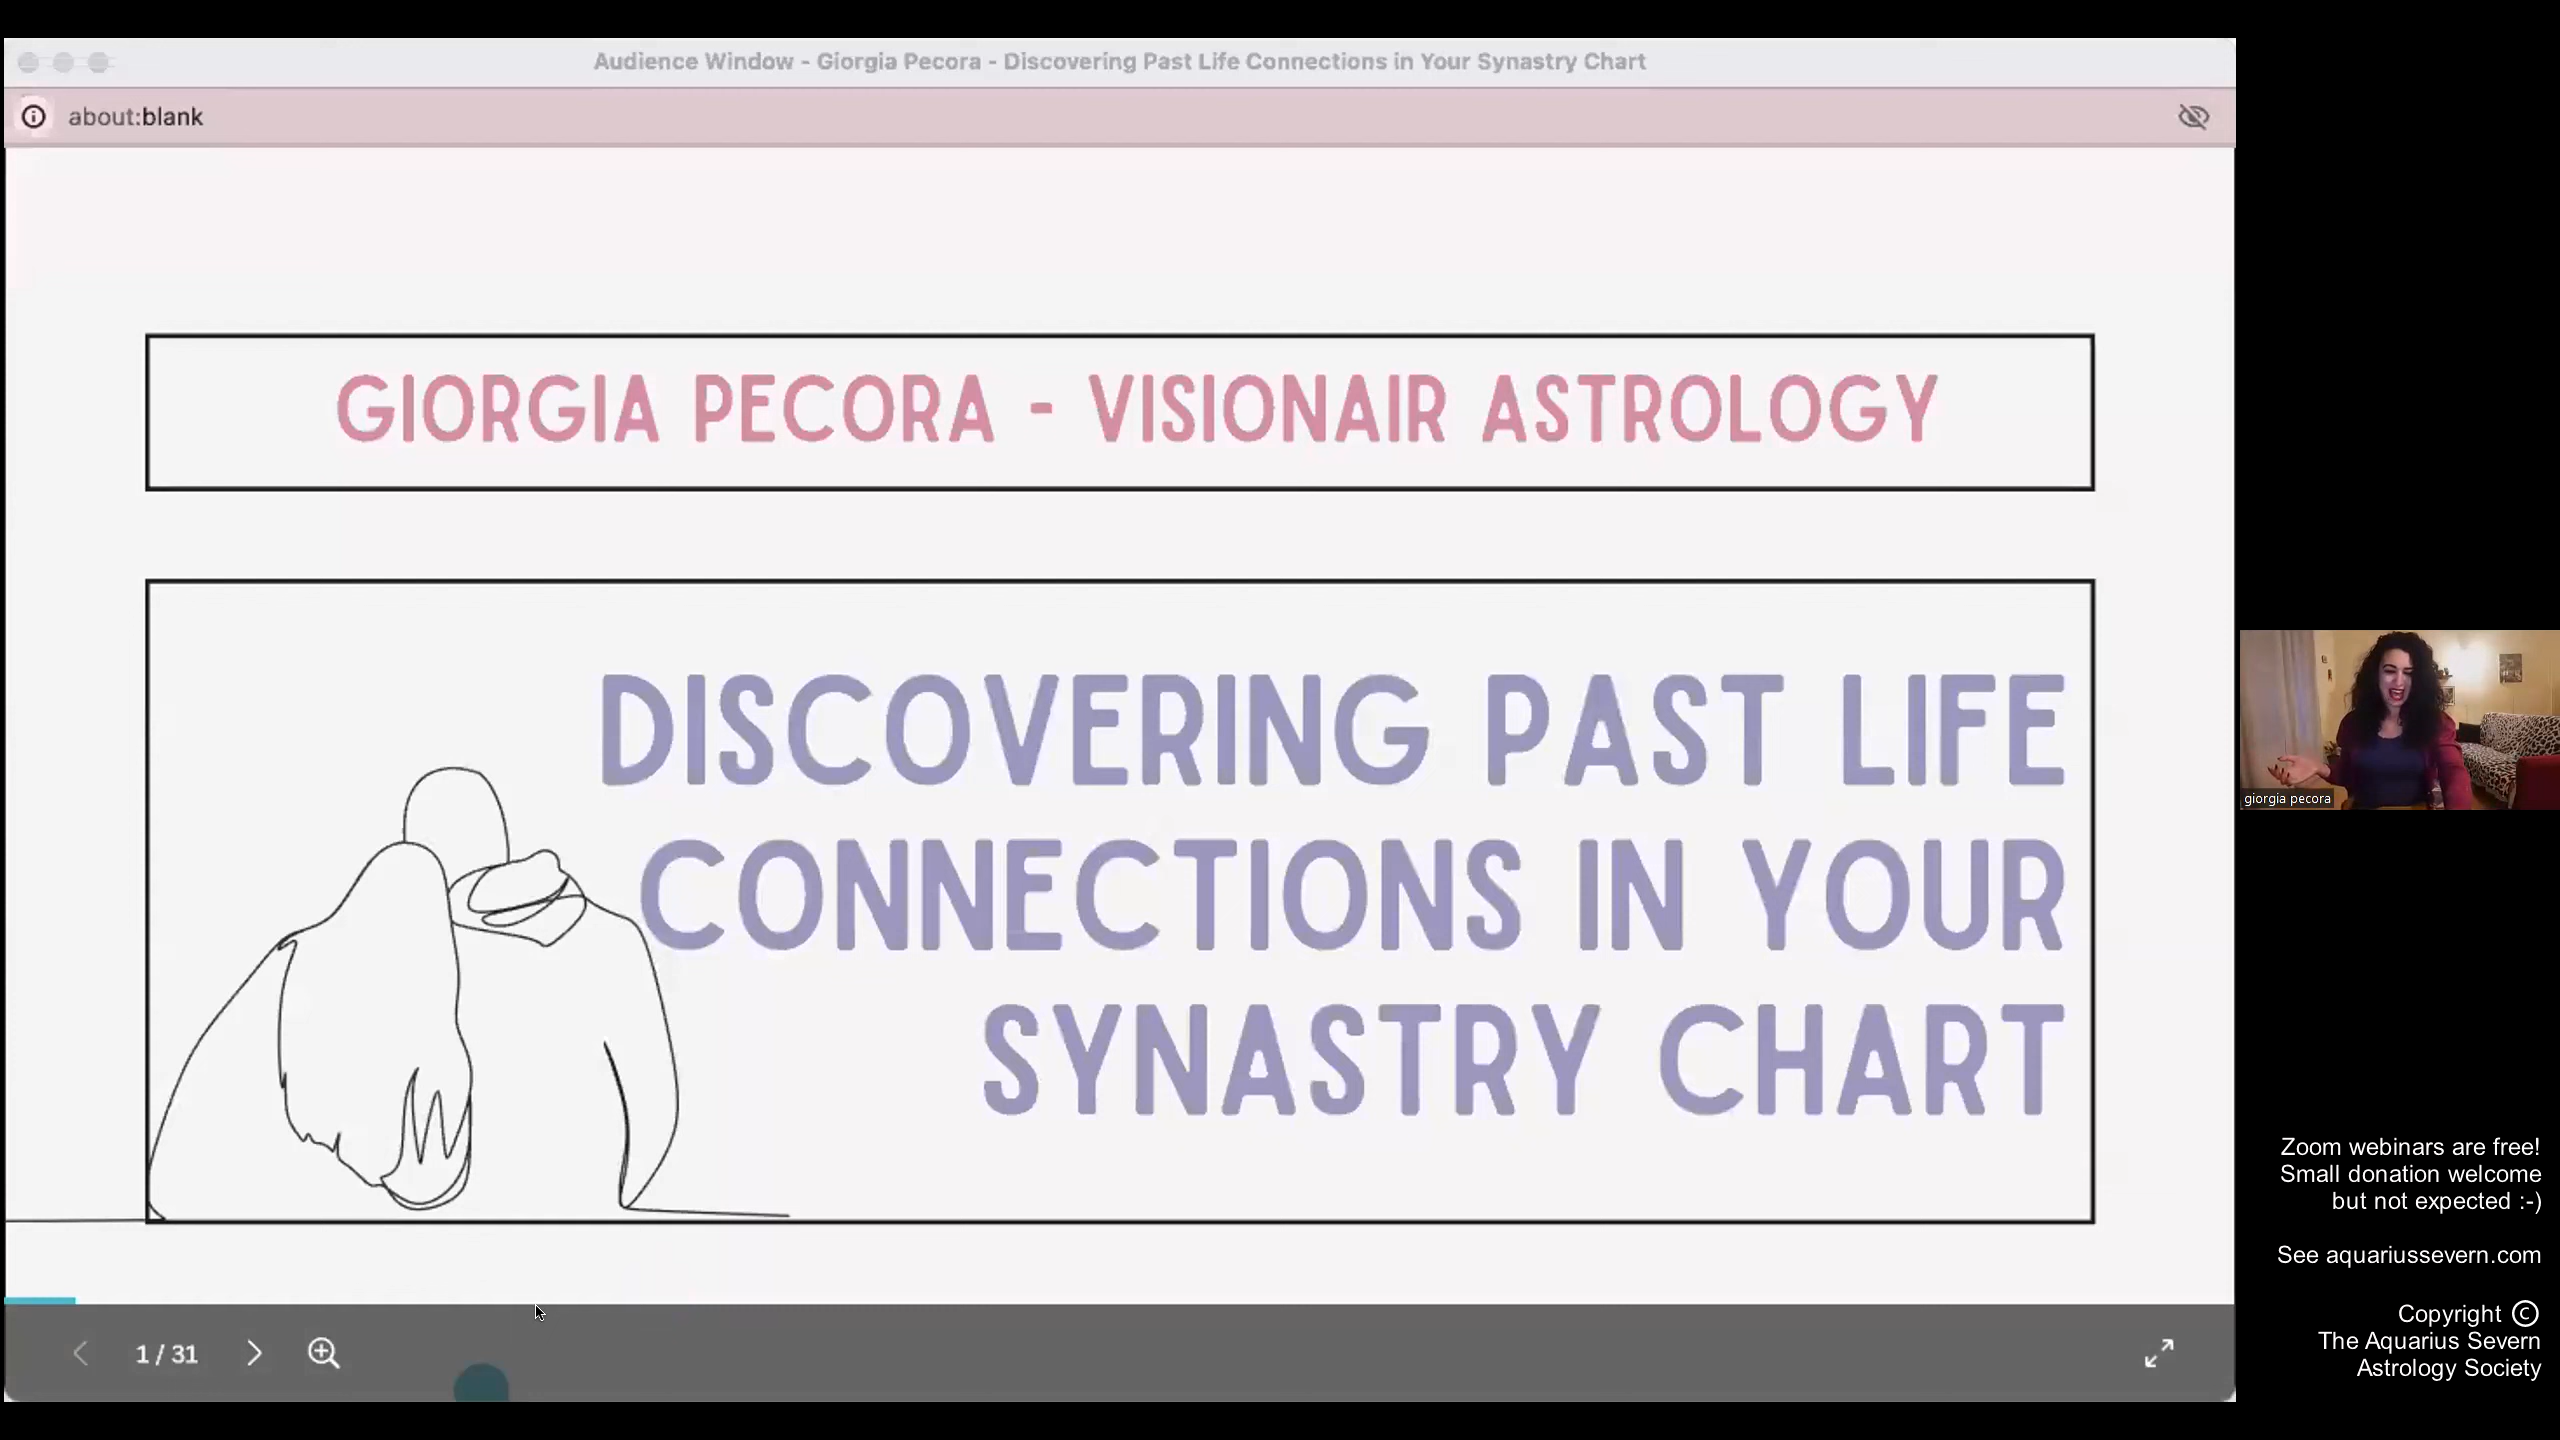 Audience Window - Giorgia Pecora - Discovering Past Life Connections in Your Synastry Chart
about:blank
GIORGIA PECORA - VISIONAIR ASTROLOGY
DISCOVERING PAST LIFE
CONNECTIONS IN YOUR
SYNASTRY CHART
giorgia pecora
Zoom webinars are free!
Small donation welcome
but not expected :-)
See aquariussevern.com
Copyright ©
The Aquarius Severn
Astrology Society
1 / 31